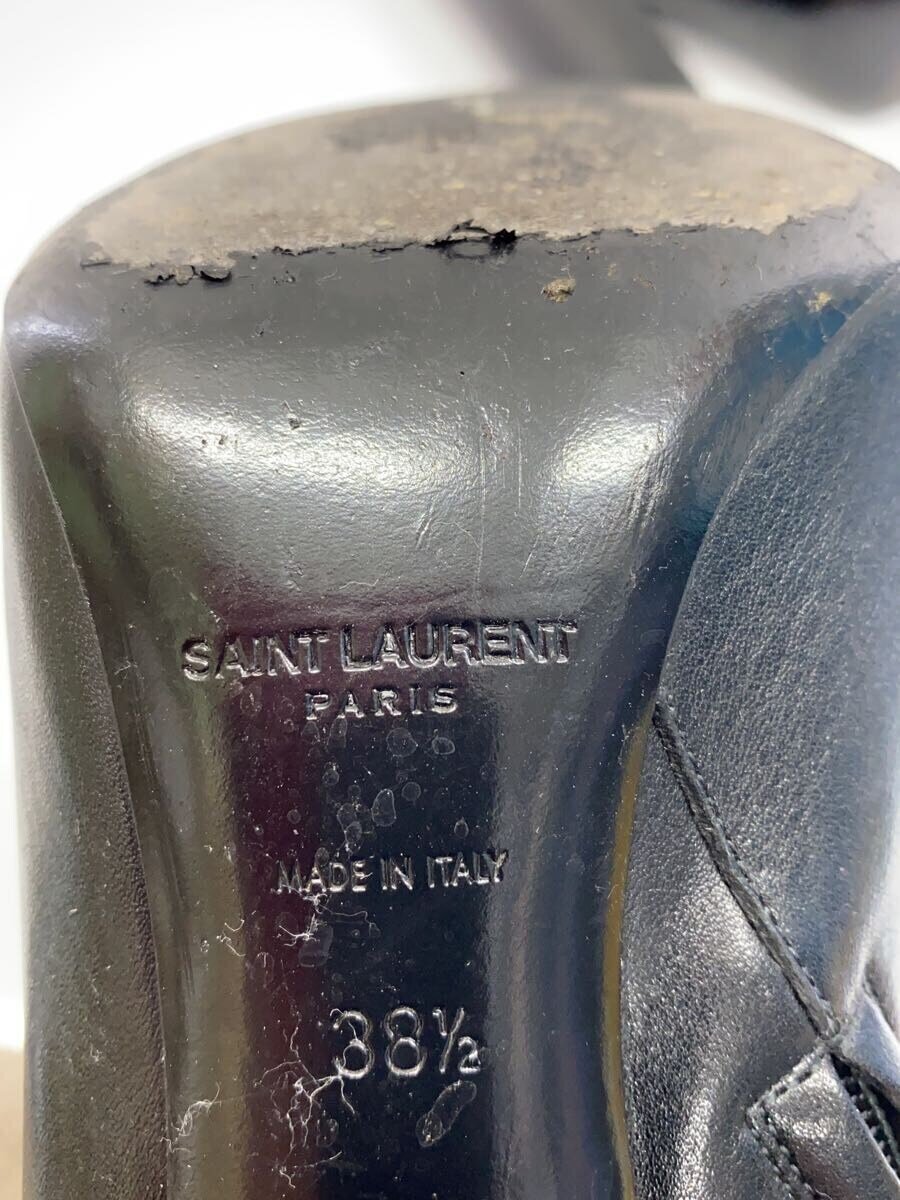 SAINT LAURENT
PARIS
MADE IN ITALY
38½